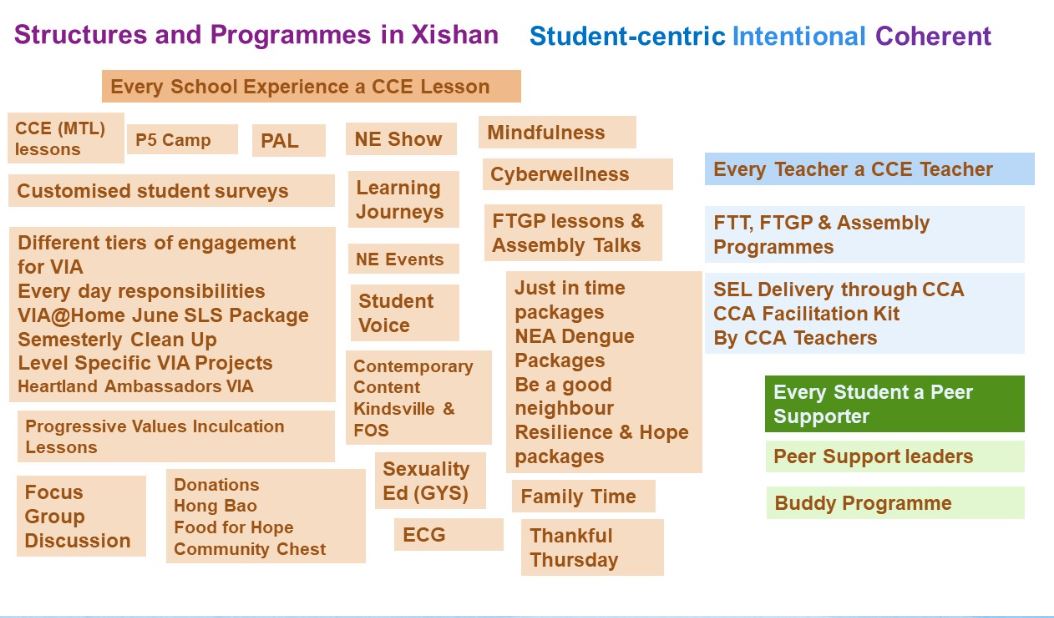 Structures and Programmes in Xishan
Student-centric Intentional Coherent
Every School Experience a CCE Lesson
CCE (MTL)
lessons
P5 Camp
PAL
NE Show
Mindfulness
Customised student surveys
Learning
Journeys
Cyberwellness
FTGP lessons &
Assembly Talks
Different tiers of engagement
for VIA
Every day responsibilities
VIA@Home June SLS Package
Semesterly Clean Up
Level Specific VIA Projects
Heartland Ambassadors VIA
NE Events
Student
Voice
Just in time
packages
NEA Dengue
Packages
Be a good
neighbour
Resilience & Hope
packages
Contemporary
Content
Kindsville &
FOS
Progressive Values Inculcation
Lessons
Focus
Group
Discussion
Donations
Hong Bao
Food for Hope
Community Chest
Sexuality
Ed (GYS)
ECG
Family Time
Thankful
Thursday
Every Teacher a CCE Teacher
FTT, FTGP & Assembly
Programmes
SEL Delivery through CCA
CCA Facilitation Kit
By CCA Teachers
Every Student a Peer
Supporter
Peer Support leaders
Buddy Programme